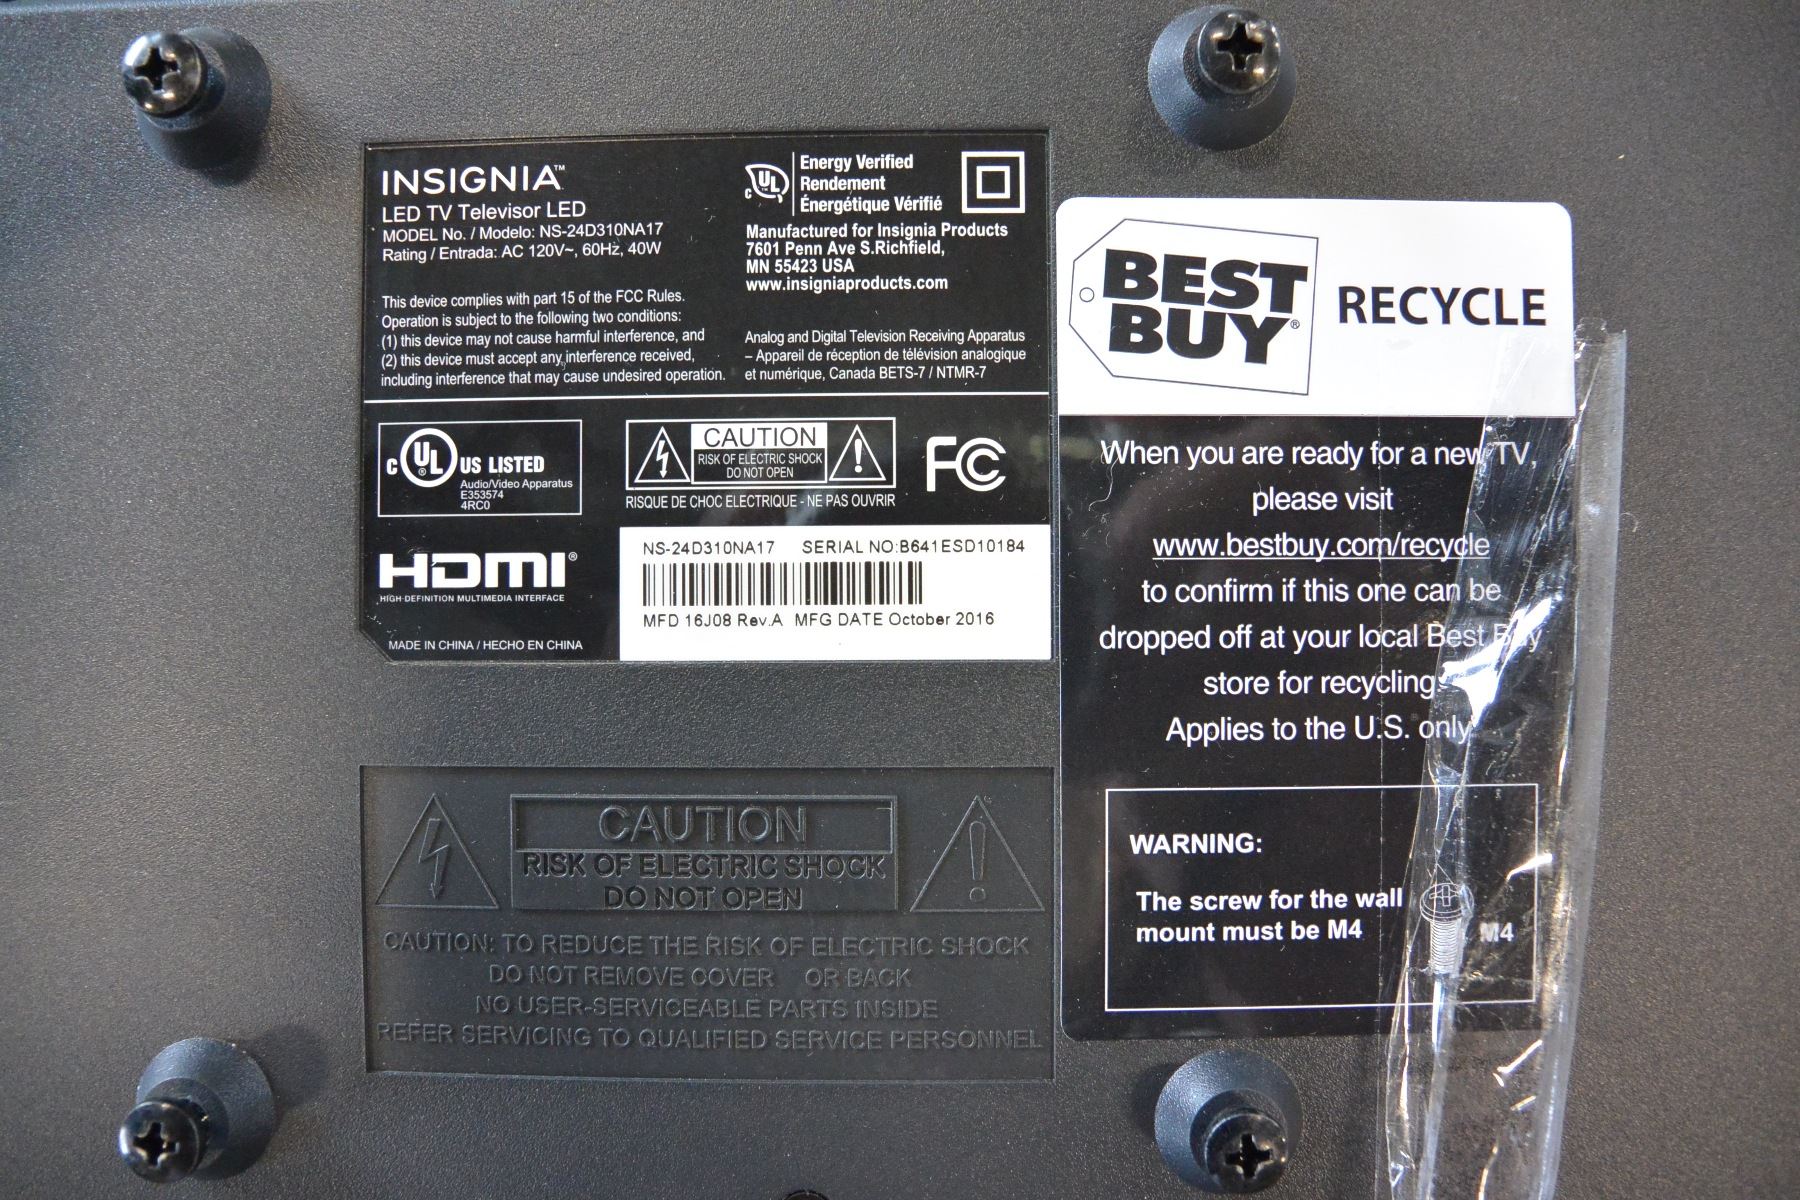 INSIGNIA™
LED TV Televisor LED
MODEL No. / Modelo: NS-24D310NA17
Rating / Entrada: AC 120V~, 60Hz, 40W
This device complies with part 15 of the FCC Rules.
Operation is subject to the following two conditions:
(1) this device may not cause harmful interference, and
(2) this device must accept any interference received,
including interference that may cause undesired operation.
c UL ™
Energy Verified
Rendement
Énergétique Vérifié
Manufactured for Insignia Products
7601 Penn Ave S.Richfield,
MN 55423 USA
www.insigniaproducts.com
Analog and Digital Television Receiving Apparatus
– Appareil de réception de télévision analogique
et numérique, Canada BETS-7 / NTMR-7
c UL® US LISTED
Audio/Video Apparatus
E353574
4RC0
CAUTION
RISK OF ELECTRIC SHOCK
DO NOT OPEN
RISQUE DE CHOC ELECTRIQUE - NE PAS OUVRIR
FC
HDMI®
HIGH-DEFINITION MULTIMEDIA INTERFACE
MADE IN CHINA / HECHO EN CHINA
NS-24D310NA17 SERIAL NO:B641ESD10184
MFD 16J08 Rev.A MFG DATE October 2016
BEST
BUY®
RECYCLE
When you are ready for a new TV,
please visit
www.bestbuy.com/recycle
to confirm if this one can be
dropped off at your local Best Buy
store for recycling.
Applies to the U.S. only
WARNING:
The screw for the wall
mount must be M4
M4
CAUTION
RISK OF ELECTRIC SHOCK
DO NOT OPEN
CAUTION: TO REDUCE THE RISK OF ELECTRIC SHOCK
DO NOT REMOVE COVER OR BACK
NO USER-SERVICEABLE PARTS INSIDE
REFER SERVICING TO QUALIFIED SERVICE PERSONNEL